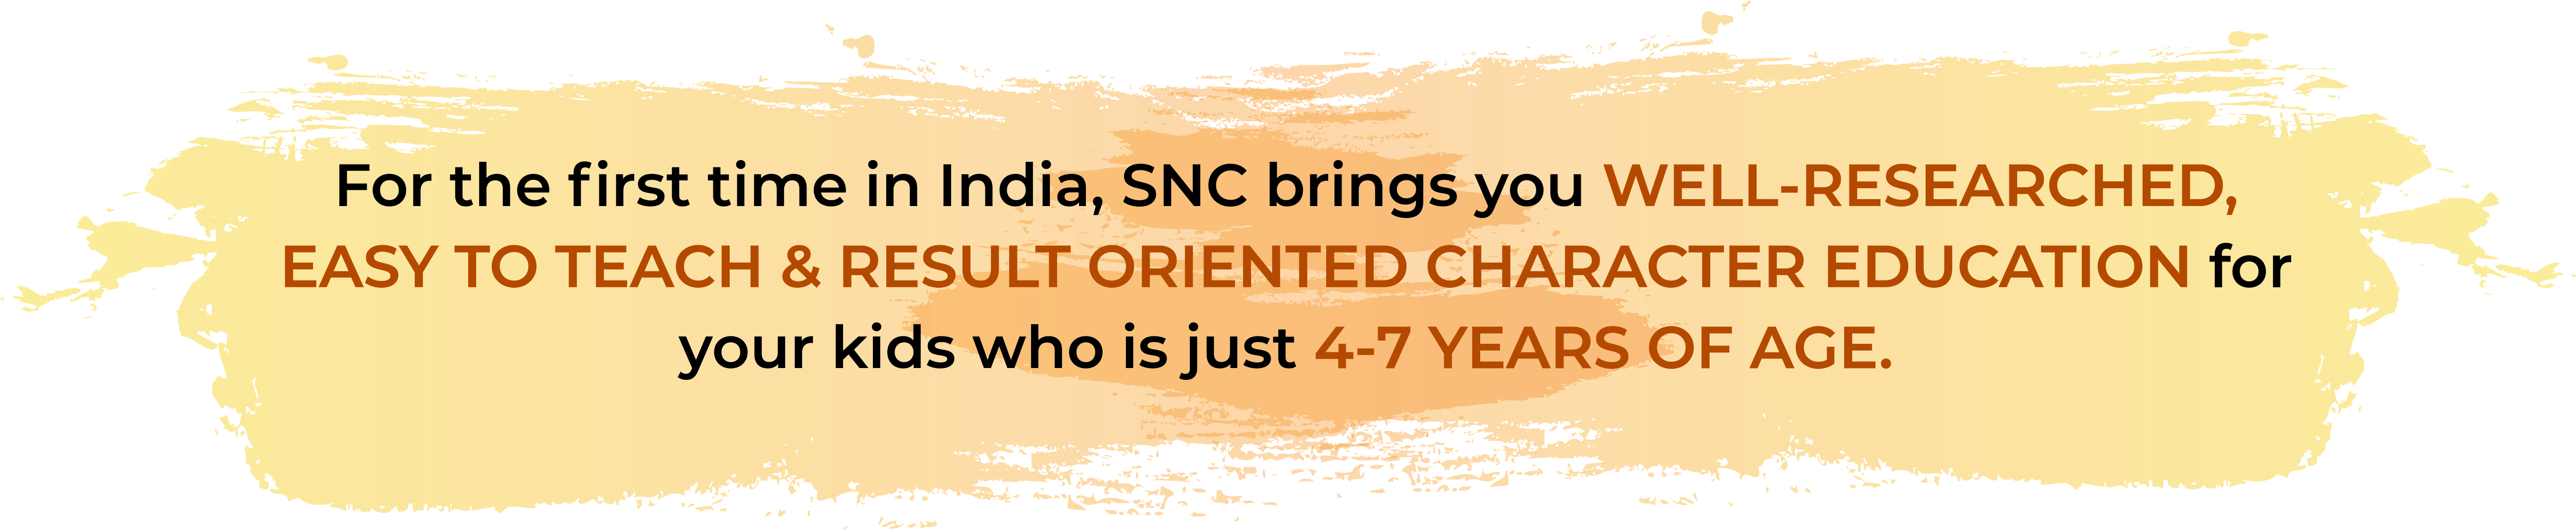 For the first time in India, SNC brings you WELL-RESEARCHED,
EASY TO TEACH & RESULT ORIENTED CHARACTER EDUCATION for
your kids who is just 4-7 YEARS OF AGE.